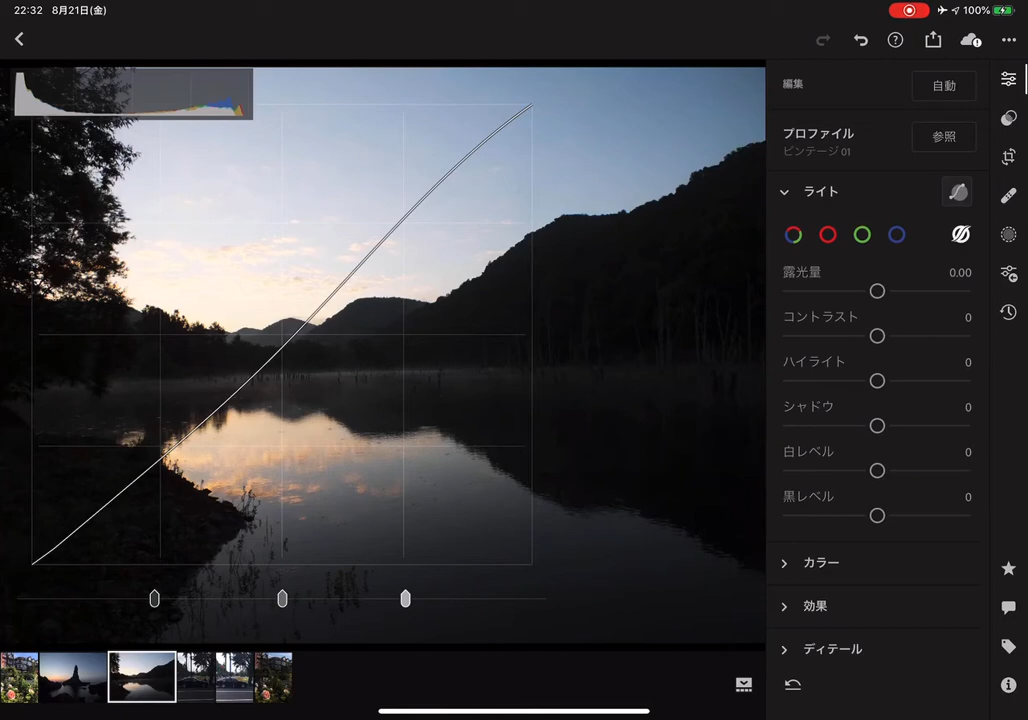 22:32 8月21日(金)
100%
編集
自動
プロファイル
ビンテージ 01
参照
ライト
露光量 0.00
コントラスト 0
ハイライト 0
シャドウ 0
白レベル 0
黒レベル 0
カラー
効果
ディテール